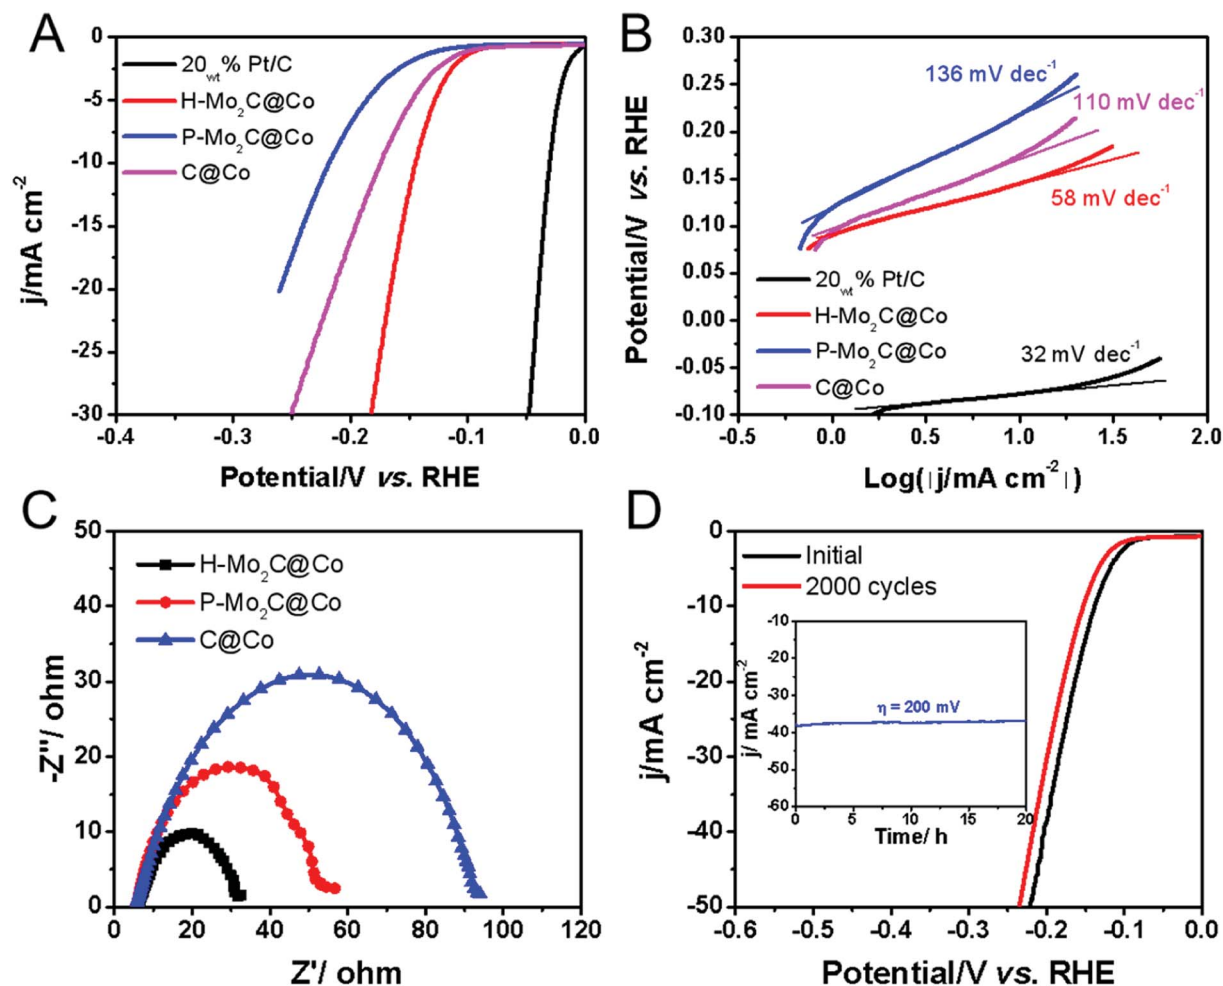 A
0
-5
-10
-15
-20
-25
-30
j/mA cm-2
20wt% Pt/C
H-Mo2C@Co
P-Mo2C@Co
C@Co
-0.4 -0.3 -0.2 -0.1 0.0
Potential/V vs. RHE
B
0.30
0.25
0.20
0.15
0.10
0.05
0.00
-0.05
-0.10
Potential/V vs. RHE
136 mV dec-1
110 mV dec-1
58 mV dec-1
20wt% Pt/C
H-Mo2C@Co
P-Mo2C@Co
C@Co
32 mV dec-1
-0.5 0.0 0.5 1.0 1.5 2.0
Log(|j/mA cm-2|)
C
50
40
30
20
10
0
-Z''/ ohm
H-Mo2C@Co
P-Mo2C@Co
C@Co
0 20 40 60 80 100 120
Z'/ ohm
D
0
-10
-20
-30
-40
-50
j/mA cm-2
Initial
2000 cycles
-10
-20
-30
-40
-50
-60
j/ mA cm-2
η = 200 mV
0 5 10 15 20
Time/ h
-0.6 -0.5 -0.4 -0.3 -0.2 -0.1 0.0
Potential/V vs. RHE